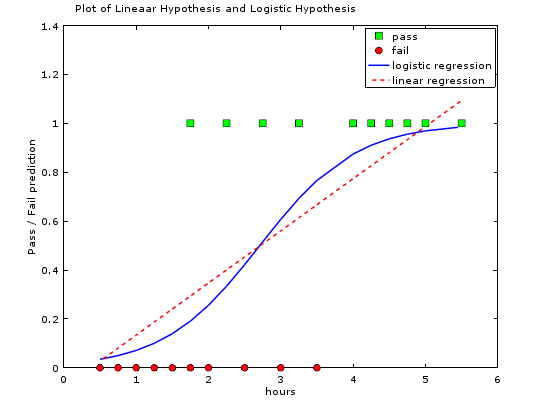 Plot of Lineaar Hypothesis and Logistic Hypothesis
1.4
1.2
1
0.8
0.6
0.4
0.2
0
Pass / Fail prediction
pass
fail
logistic regression
linear regression
0 1 2 3 4 5 6
hours